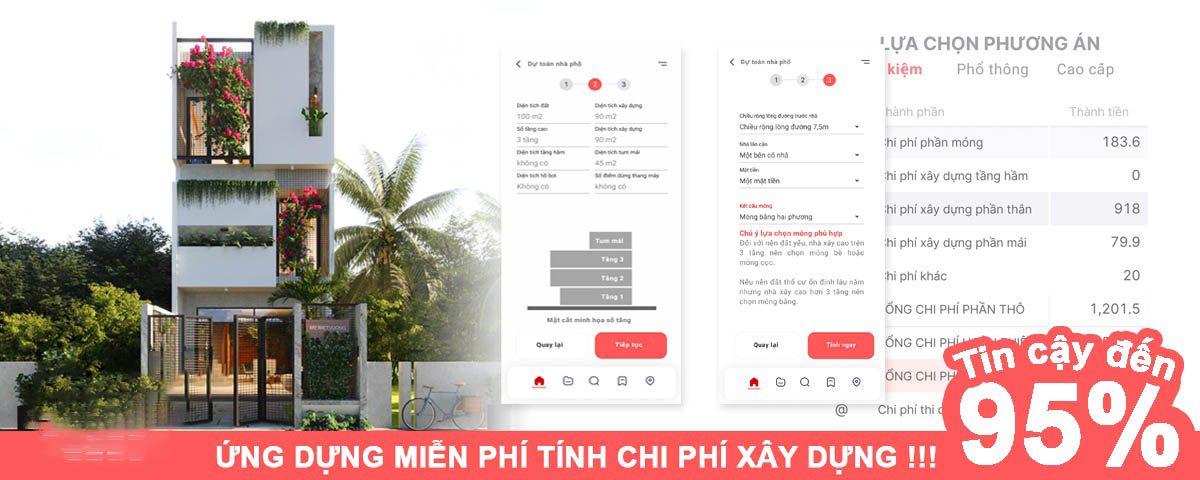 Dự toán nhà phố
1 2 3
Diện tích đất Diện tích xây dựng
100 m2 90 m2
Số tầng cao Diện tích xây dựng
3 tầng 90 m2
Diện tích tầng hầm Diện tích tum mái
không có 45 m2
Diện tích hồ bơi Số điểm dừng thang máy
Không có Không có
Tum mái
Tầng 3
Tầng 2
Tầng 1
Mặt cắt minh họa số tầng
Quay lại Tiếp tục
Dự toán nhà phố
1 2 3
Chiều rộng lòng đường trước nhà
Chiều rộng lòng đường 7,5m
Nhà lân cận
Một bên có nhà
Mặt tiền
Một mặt tiền
Kết cấu móng
Móng băng hai phương
Chú ý lựa chọn móng phù hợp
Đối với nền đất yếu, nhà xây cao trên
3 tầng nên chọn móng bè hoặc
móng cọc.
Nếu nền đất thổ cư ổn định lâu năm
nhưng nhà xây cao hơn 3 tầng nên
chọn móng băng.
Quay lại Tính ngay
LỰA CHỌN PHƯƠNG ÁN
kiệm Phổ thông Cao cấp
hành phần Thành tiền
Chi phí phần móng 183.6
Chi phí xây dựng tầng hầm 0
Chi phí xây dựng phần thân 918
Chi phí xây dựng phần mái 79.9
Chi phí khác 20
ỔNG CHI PHÍ PHẦN THÔ 1,201.5
ỔNG CHI PHÍ
ỔNG CHI PH
@ Chi phí thi
Tin cậy đến
95%
ỨNG DỤNG MIỄN PHÍ TÍNH CHI PHÍ XÂY DỰNG !!!